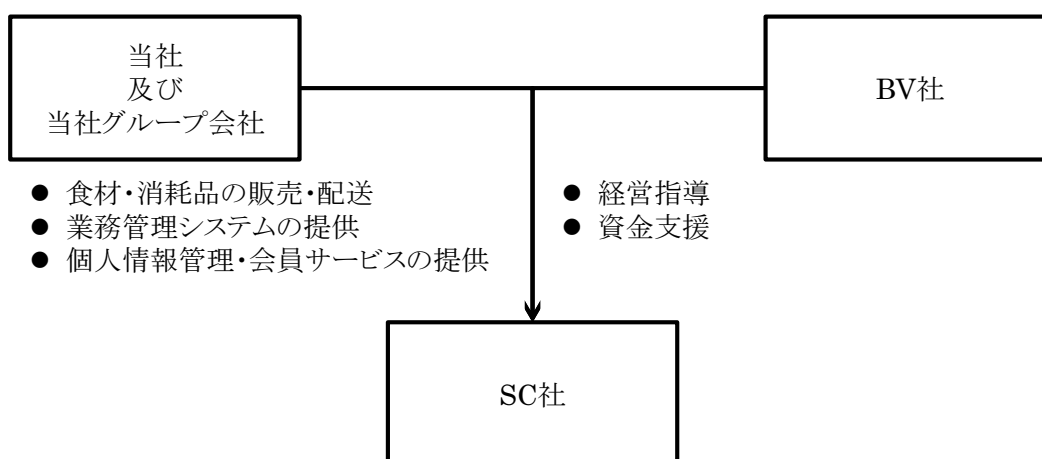 当社
及び
当社グループ会社
BV社
● 食材・消耗品の販売・配送
● 業務管理システムの提供
● 個人情報管理・会員サービスの提供
● 経営指導
● 資金支援
SC社